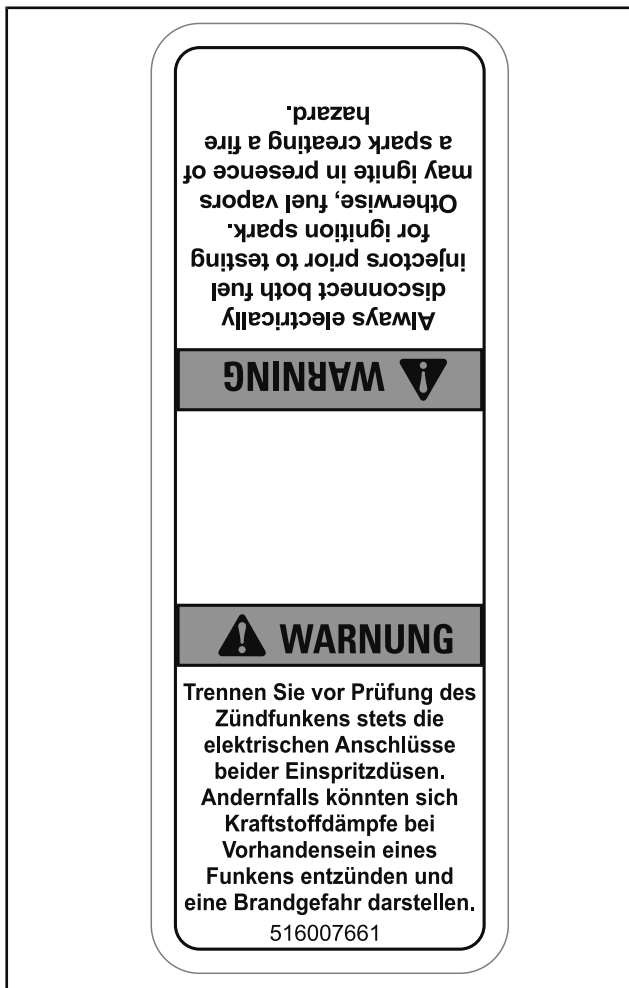 WARNING
Always electrically
disconnect both fuel
injectors prior to testing
for ignition spark.
Otherwise, fuel vapors
may ignite in presence of
a spark creating a fire
hazard.
WARNUNG
Trennen Sie vor Prüfung des
Zündfunkens stets die
elektrischen Anschlüsse
beider Einspritzdüsen.
Andernfalls könnten sich
Kraftstoffdämpfe bei
Vorhandensein eines
Funkens entzünden und
eine Brandgefahr darstellen.
516007661